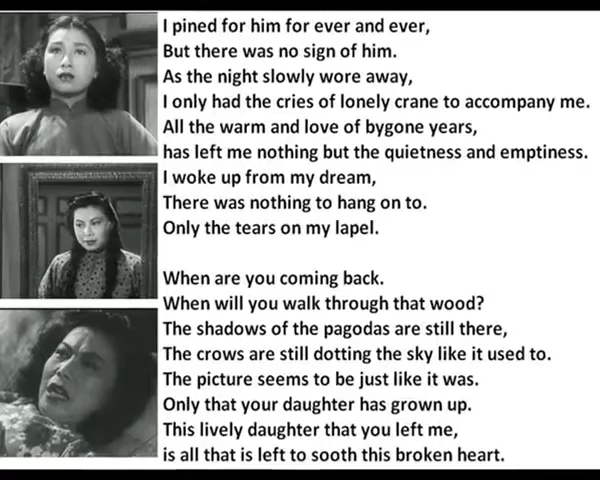 I pined for him for ever and ever,
But there was no sign of him.
As the night slowly wore away,
I only had the cries of lonely crane to accompany me.
All the warm and love of bygone years,
has left me nothing but the quietness and emptiness.
I woke up from my dream,
There was nothing to hang on to.
Only the tears on my lapel.
When are you coming back.
When will you walk through that wood?
The shadows of the pagodas are still there,
The crows are still dotting the sky like it used to.
The picture seems to be just like it was.
Only that your daughter has grown up.
This lively daughter that you left me,
is all that is left to sooth this broken heart.